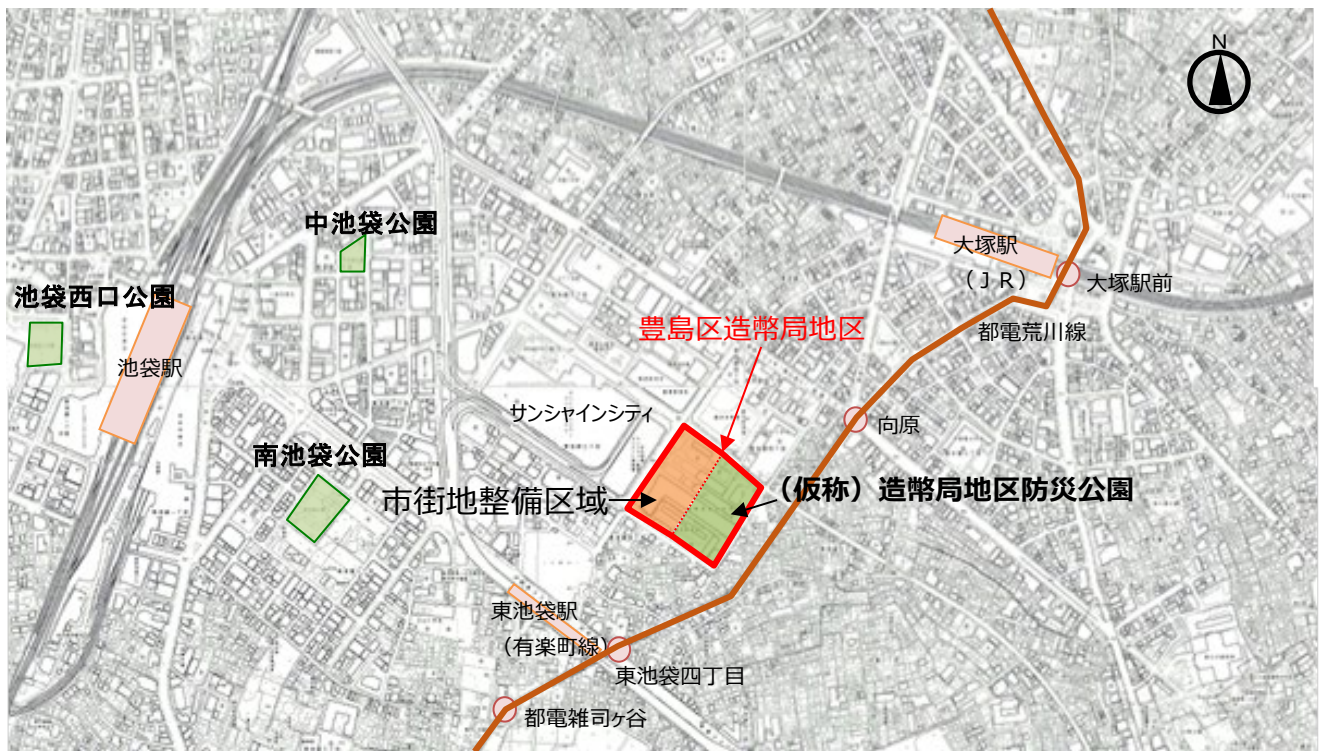 N
中池袋公園
大塚駅
（ＪＲ）
大塚駅前
池袋西口公園
豊島区造幣局地区
都電荒川線
池袋駅
サンシャインシティ
向原
南池袋公園
市街地整備区域
（仮称）造幣局地区防災公園
東池袋駅
（有楽町線）
東池袋四丁目
都電雑司ヶ谷